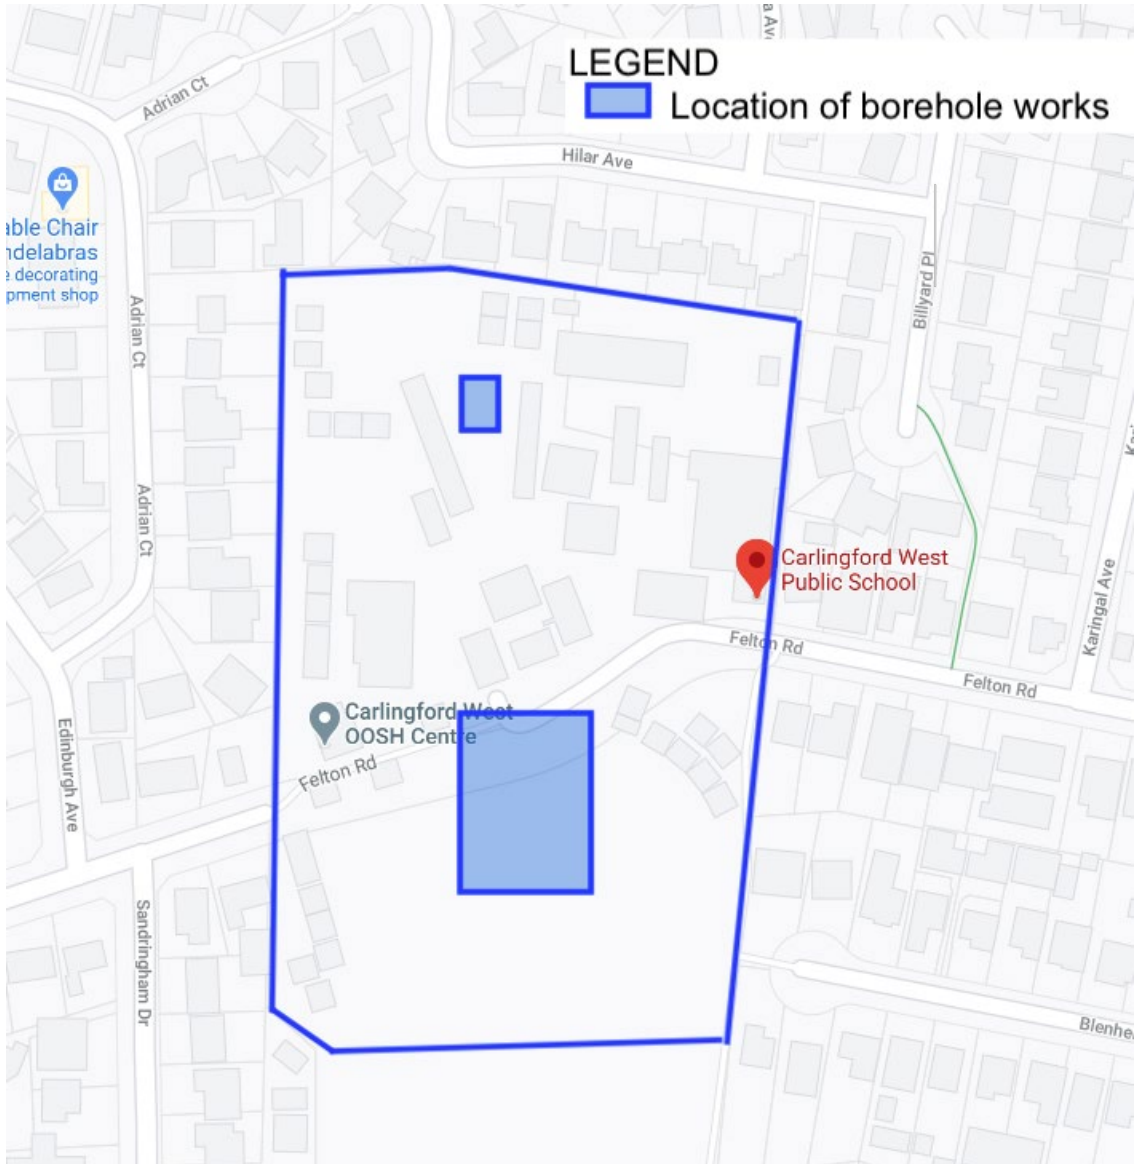 LEGEND
Location of borehole works
Adrian Ct
Hilar Ave
able Chair
ndelabras
e decorating
pment shop
Billyard Pl
Adrian Ct
Adrian Ct
Carlingford West
Public School
Karingal Ave
Felton Rd
Felton Rd
Carlingford West
OOSH Centre
Edinburgh Ave
Felton Rd
Sandringham Dr
Blenhe